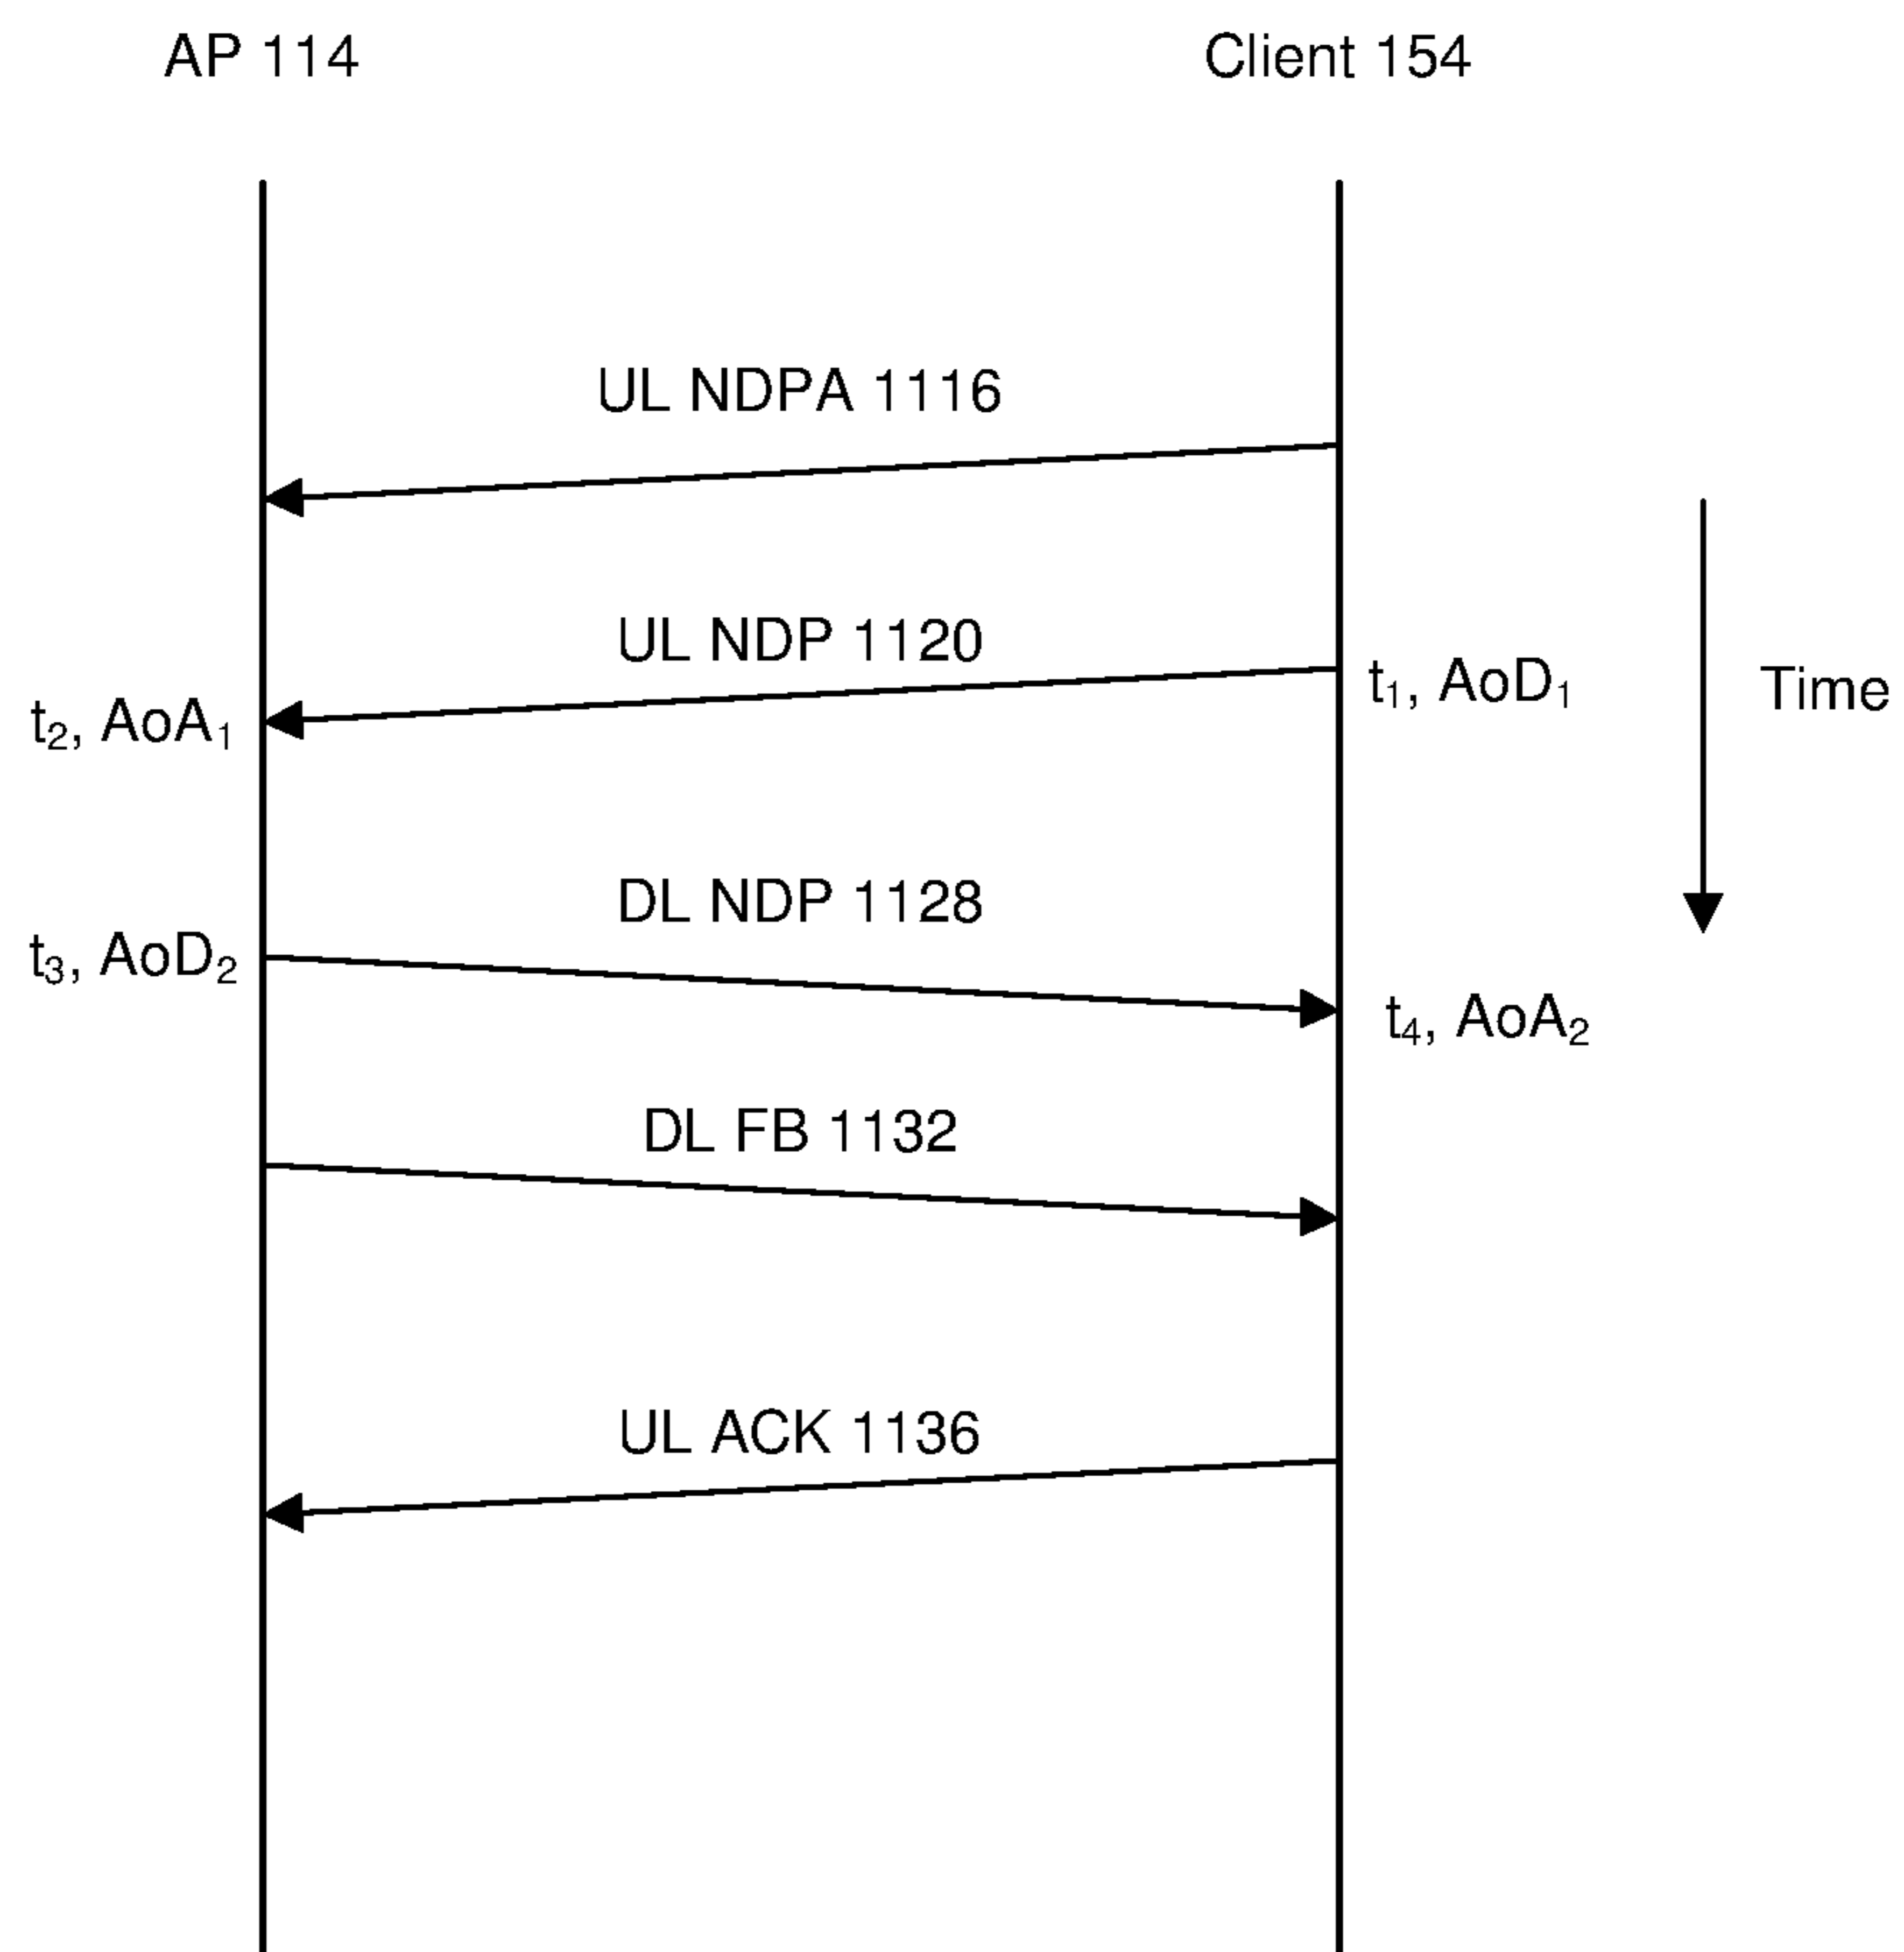 AP 114
Client 154
UL NDPA 1116
UL NDP 1120
t₁, AoD₁
Time
t₂, AoA₁
DL NDP 1128
t₃, AoD₂
t₄, AoA₂
DL FB 1132
UL ACK 1136